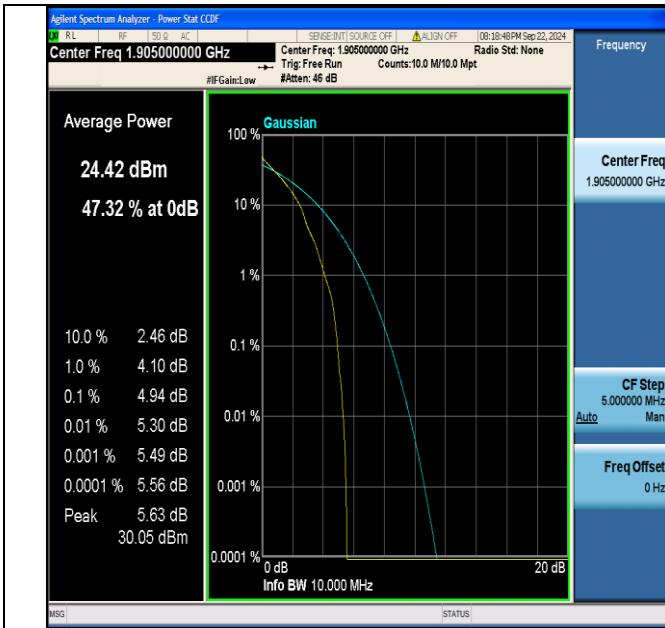 Agilent Spectrum Analyzer - Power Stat CCDF
RL RF 50 Ω AC SENSE:INT SOURCE OFF ALIGN OFF 08:18:48PM Sep 22, 2024
Center Freq 1.905000000 GHz
Center Freq: 1.905000000 GHz Radio Std: None
Trig: Free Run Counts:10.0 M/10.0 Mpt
#IFGain:Low #Atten: 46 dB
Frequency
Average Power
24.42 dBm
47.32 % at 0dB
10.0 % 2.46 dB
1.0 % 4.10 dB
0.1 % 4.94 dB
0.01 % 5.30 dB
0.001 % 5.49 dB
0.0001 % 5.56 dB
Peak 5.63 dB
30.05 dBm
Gaussian
100 %
10 %
1 %
0.1 %
0.01 %
0.001 %
0.0001 %
0 dB 20 dB
Info BW 10.000 MHz
Center Freq
1.905000000 GHz
CF Step
5.000000 MHz
Auto Man
Freq Offset
0 Hz
MSG STATUS